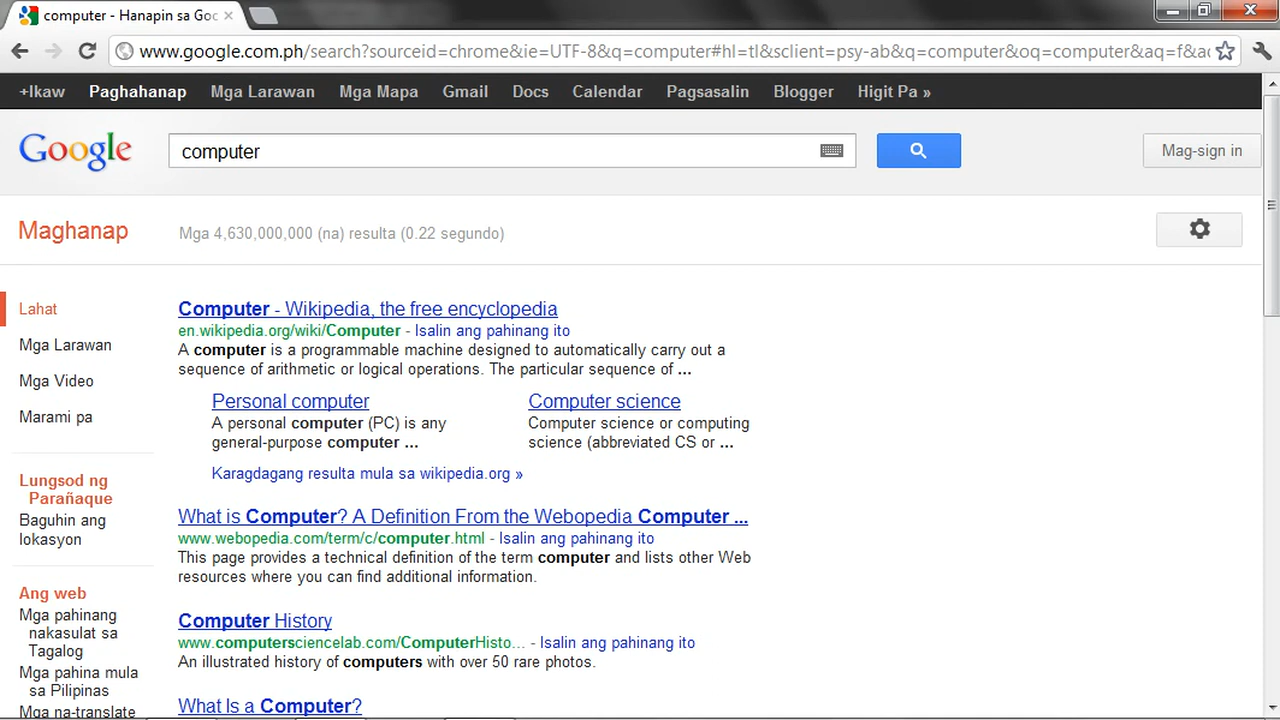 computer - Hanapin sa Goo
www.google.com.ph/search?sourceid=chrome&ie=UTF-8&q=computer#hl=tl&sclient=psy-ab&q=computer&oq=computer&aq=f&a
+Ikaw Paghahanap Mga Larawan Mga Mapa Gmail Docs Calendar Pagsasalin Blogger Higit Pa »
Google computer Mag-sign in
Maghanap Mga 4,630,000,000 (na) resulta (0.22 segundo)
Lahat
Mga Larawan
Mga Video
Marami pa
Lungsod ng
Parañaque
Baguhin ang
lokasyon
Ang web
Mga pahinang
nakasulat sa
Tagalog
Mga pahina mula
sa Pilipinas
Mga na-translate
Computer - Wikipedia, the free encyclopedia
en.wikipedia.org/wiki/Computer - Isalin ang pahinang ito
A computer is a programmable machine designed to automatically carry out a
sequence of arithmetic or logical operations. The particular sequence of ...
Personal computer
A personal computer (PC) is any
general-purpose computer ...
Computer science
Computer science or computing
science (abbreviated CS or ...
Karagdagang resulta mula sa wikipedia.org »
What is Computer? A Definition From the Webopedia Computer ...
www.webopedia.com/term/c/computer.html - Isalin ang pahinang ito
This page provides a technical definition of the term computer and lists other Web
resources where you can find additional information.
Computer History
www.computersciencelab.com/ComputerHisto... - Isalin ang pahinang ito
An illustrated history of computers with over 50 rare photos.
What Is a Computer?